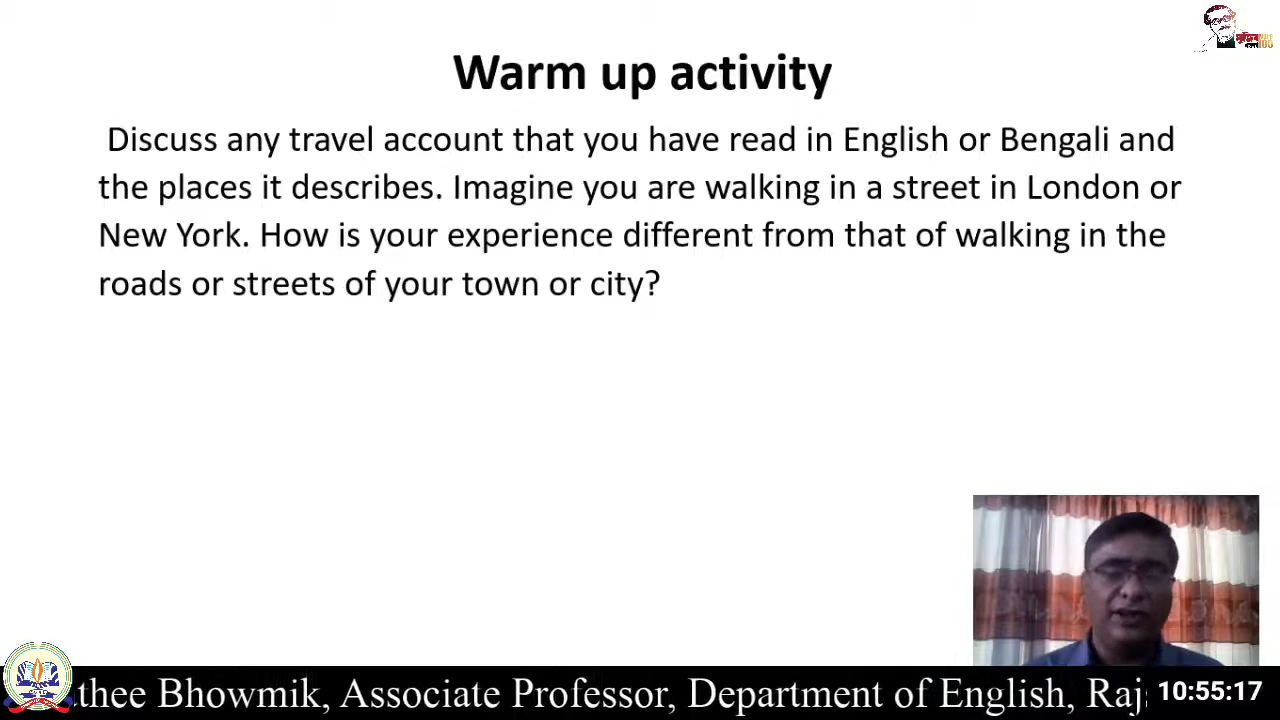 Warm up activity
Discuss any travel account that you have read in English or Bengali and
the places it describes. Imagine you are walking in a street in London or
New York. How is your experience different from that of walking in the
roads or streets of your town or city?
thee Bhowmik, Associate Professor, Department of English, Raj
10:55:17